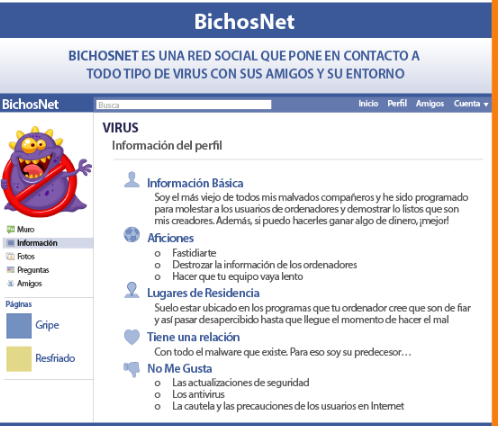 BichosNet
BICHOSNET ES UNA RED SOCIAL QUE PONE EN CONTACTO A
TODO TIPO DE VIRUS CON SUS AMIGOS Y SU ENTORNO
BichosNet
Busca
Inicio Perfil Amigos Cuenta
VIRUS
Información del perfil
Muro
Información
Fotos
Preguntas
Amigos
Páginas
Gripe
Resfriado
Información Básica
Soy el más viejo de todos mis malvados compañeros y he sido programado
para molestar a los usuarios de ordenadores y demostrar lo listos que son
mis creadores. Además, si puedo hacerles ganar algo de dinero, ¡mejor!
Aficiones
o Fastidiarte
o Destrozar la información de los ordenadores
o Hacer que tu equipo vaya lento
Lugares de Residencia
Suelo estar ubicado en los programas que tu ordenador cree que son de fiar
y así pasar desapercibido hasta que llegue el momento de hacer el mal
Tiene una relación
Con todo el malware que existe. Para eso soy su predecesor…
No Me Gusta
o Las actualizaciones de seguridad
o Los antivirus
o La cautela y las precauciones de los usuarios en Internet